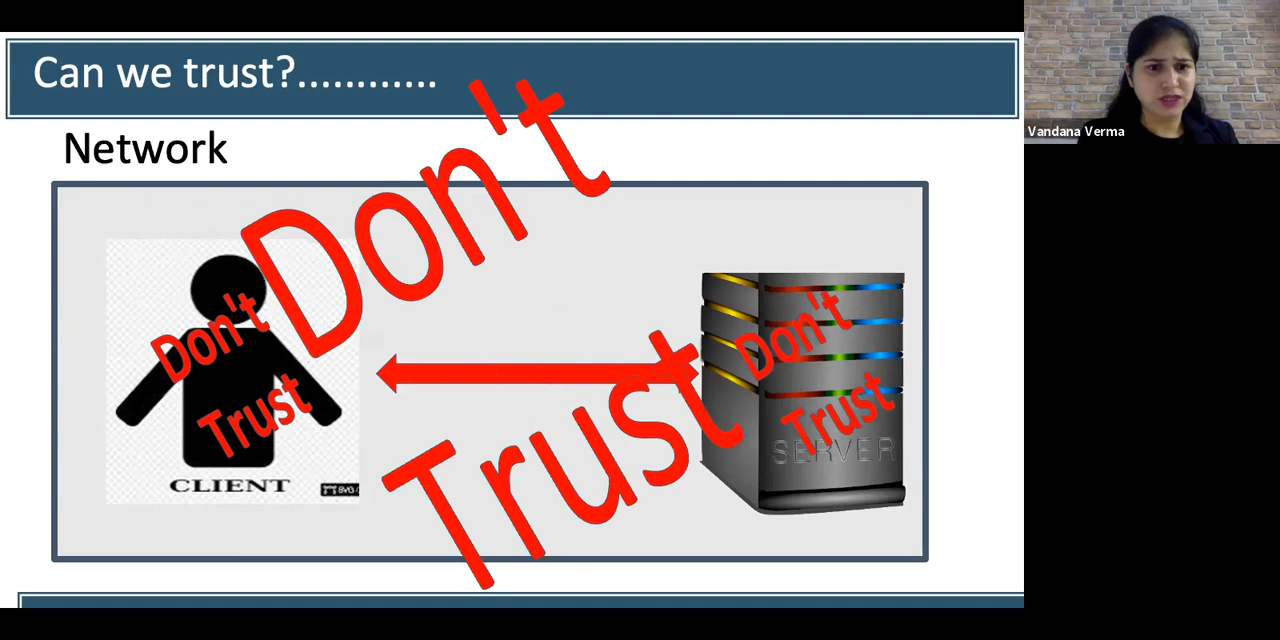 Can we trust?............
Network
Don't
Trust
Don't
Trust
CLIENT
Don't
Trust
SERVER
Vandana Verma